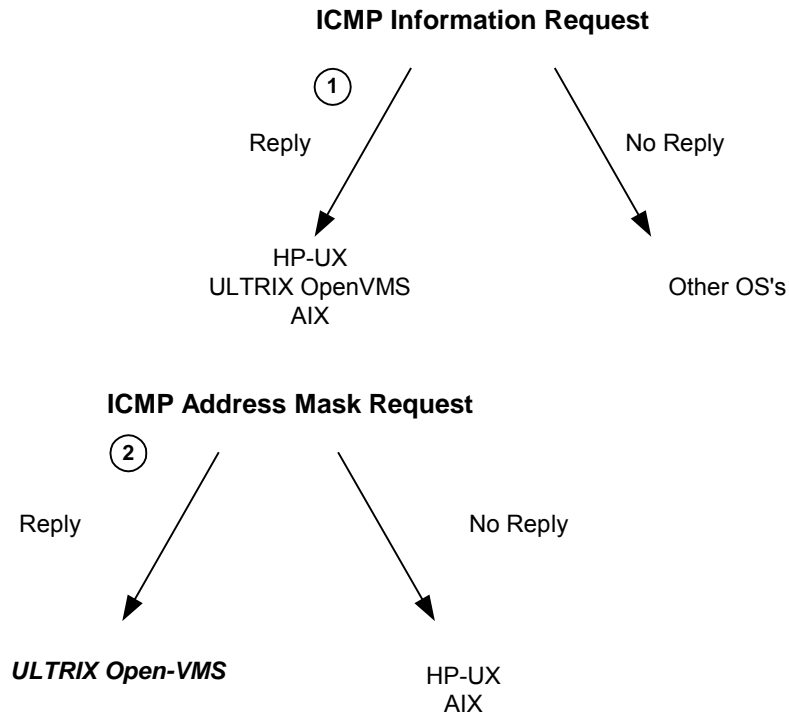 ICMP Information Request
1
Reply
No Reply
HP-UX
ULTRIX OpenVMS
AIX
Other OS's
ICMP Address Mask Request
2
Reply
No Reply
ULTRIX Open-VMS
HP-UX
AIX